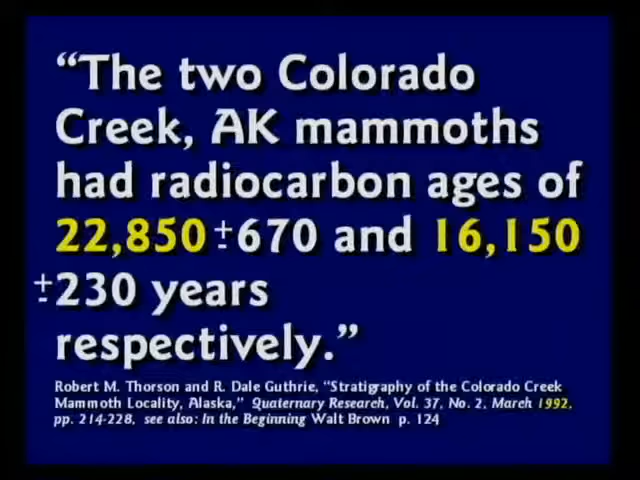 “The two Colorado
Creek, AK mammoths
had radiocarbon ages of
22,850 ±670 and 16,150
±230 years
respectively.”
Robert M. Thorson and R. Dale Guthrie, “Stratigraphy of the Colorado Creek
Mammoth Locality, Alaska,” Quaternary Research, Vol. 37, No. 2, March 1992,
pp. 214-228, see also: In the Beginning Walt Brown p. 124